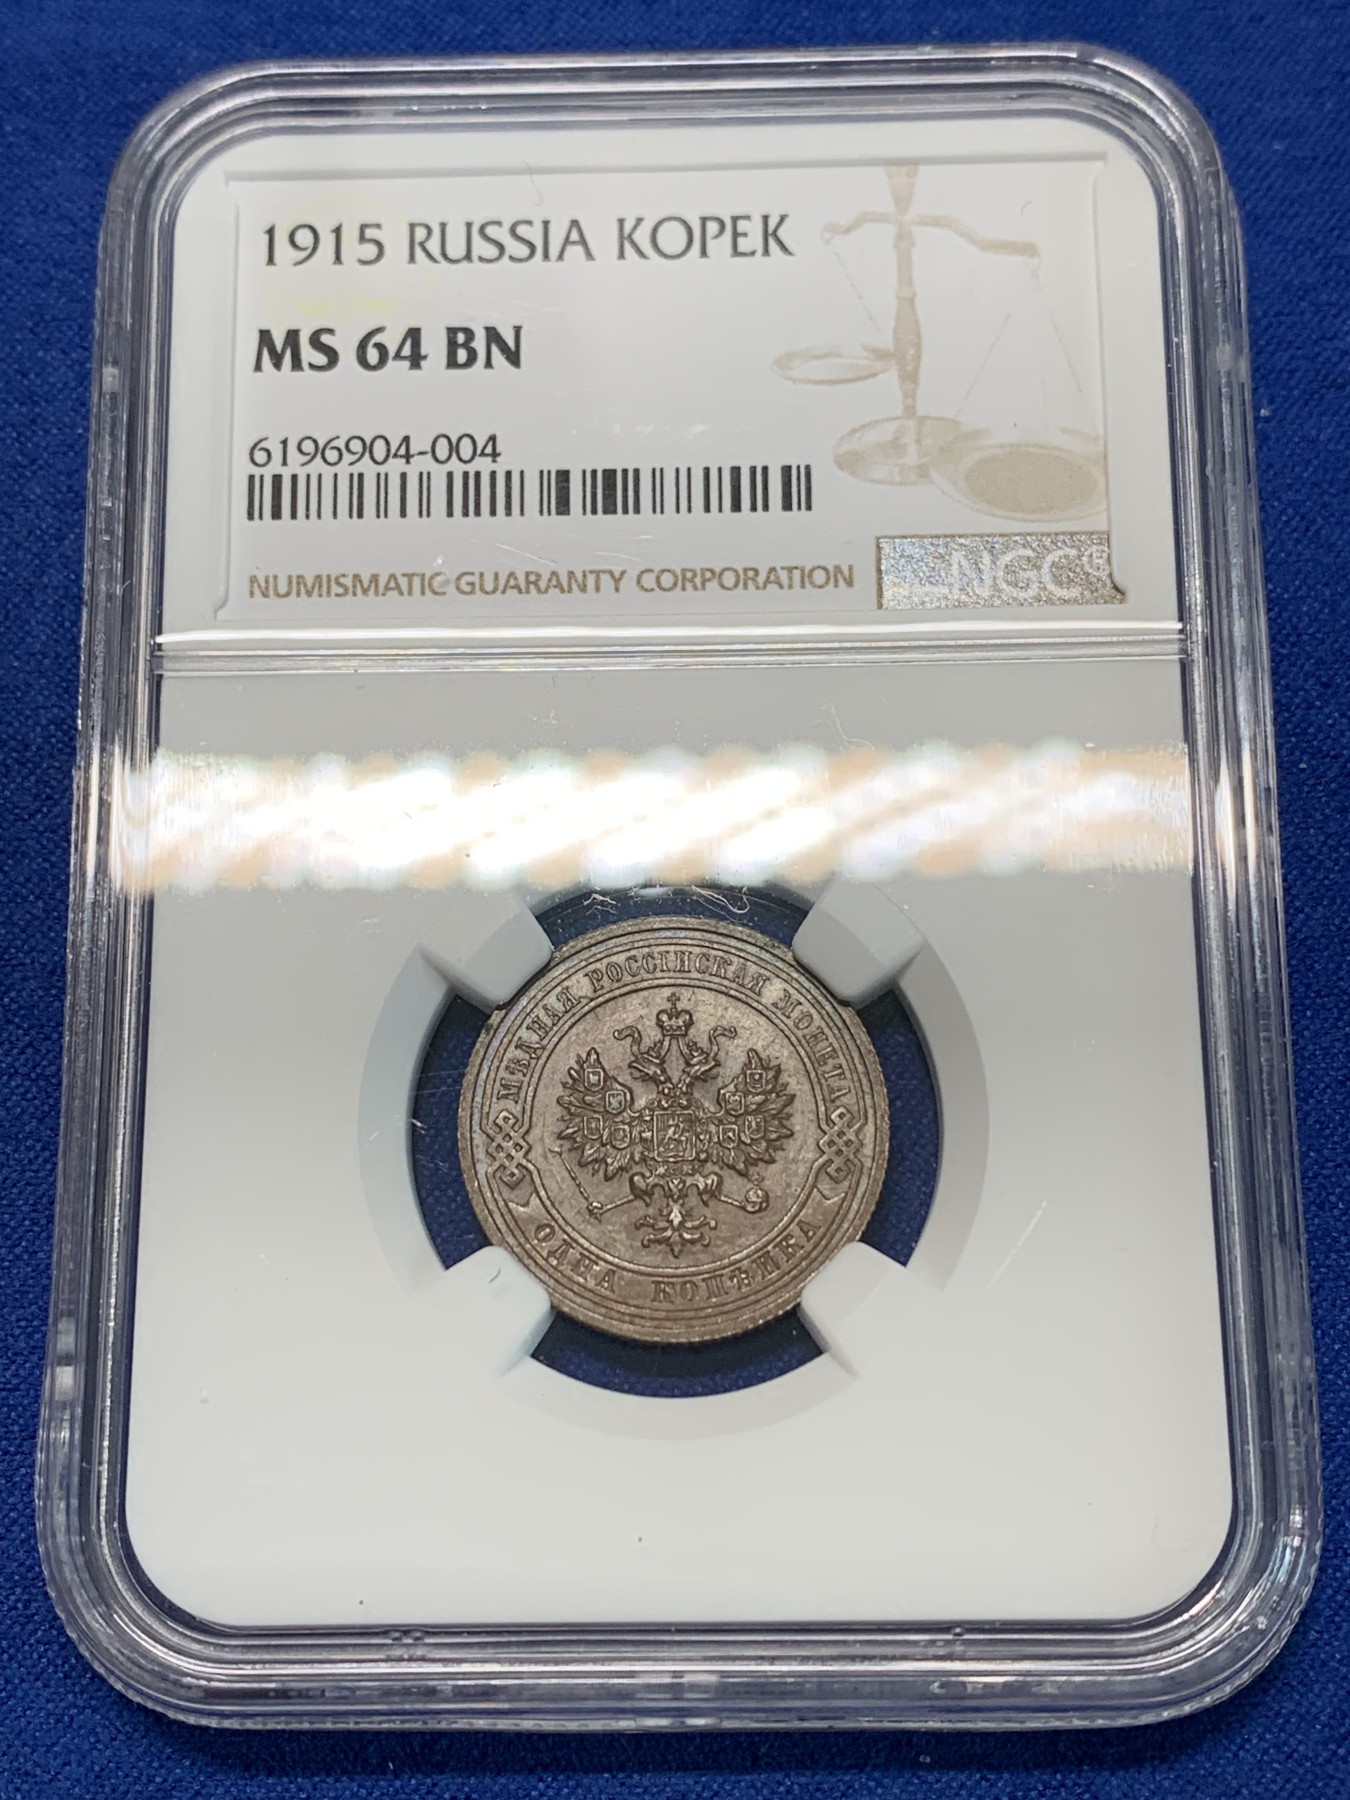 1915 RUSSIA KOPEK
MS 64 BN
6196904-004
NUMISMATIC GUARANTY CORPORATION
NGC®
МѢДНАЯ РОССІЙСКАЯ МОНЕТА
ОДНА КОПѢЙКА